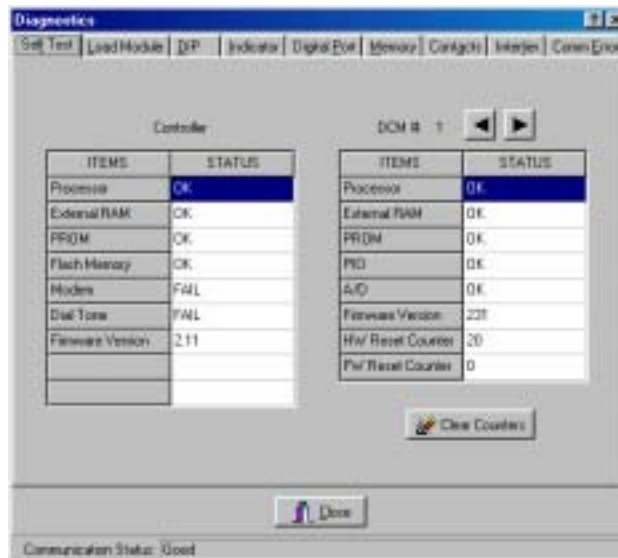 Diagnostics
Self Test Load Module DIP Indicator Digital Port Memory Contacts Interjex Comm Error
Controller
DCM # 1
ITEMS STATUS
Processor OK
External RAM OK
PROM OK
Flash Memory OK
Modem FAIL
Dial Tone FAIL
Firmware Version 2.11
ITEMS STATUS
Processor OK
External RAM OK
PROM OK
PIO OK
A/D OK
Firmware Version 231
HW Reset Counter 20
FW Reset Counter 0
Clear Counters
Close
Communication Status: Good